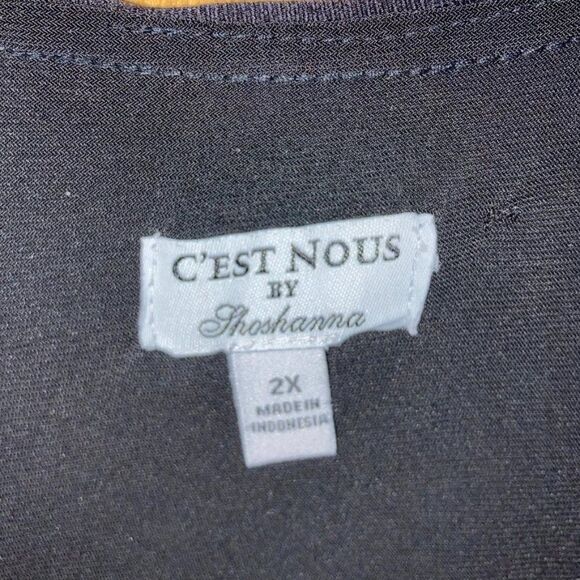 C'EST NOUS
BY
Shoshanna
2X
MADE IN
INDONESIA